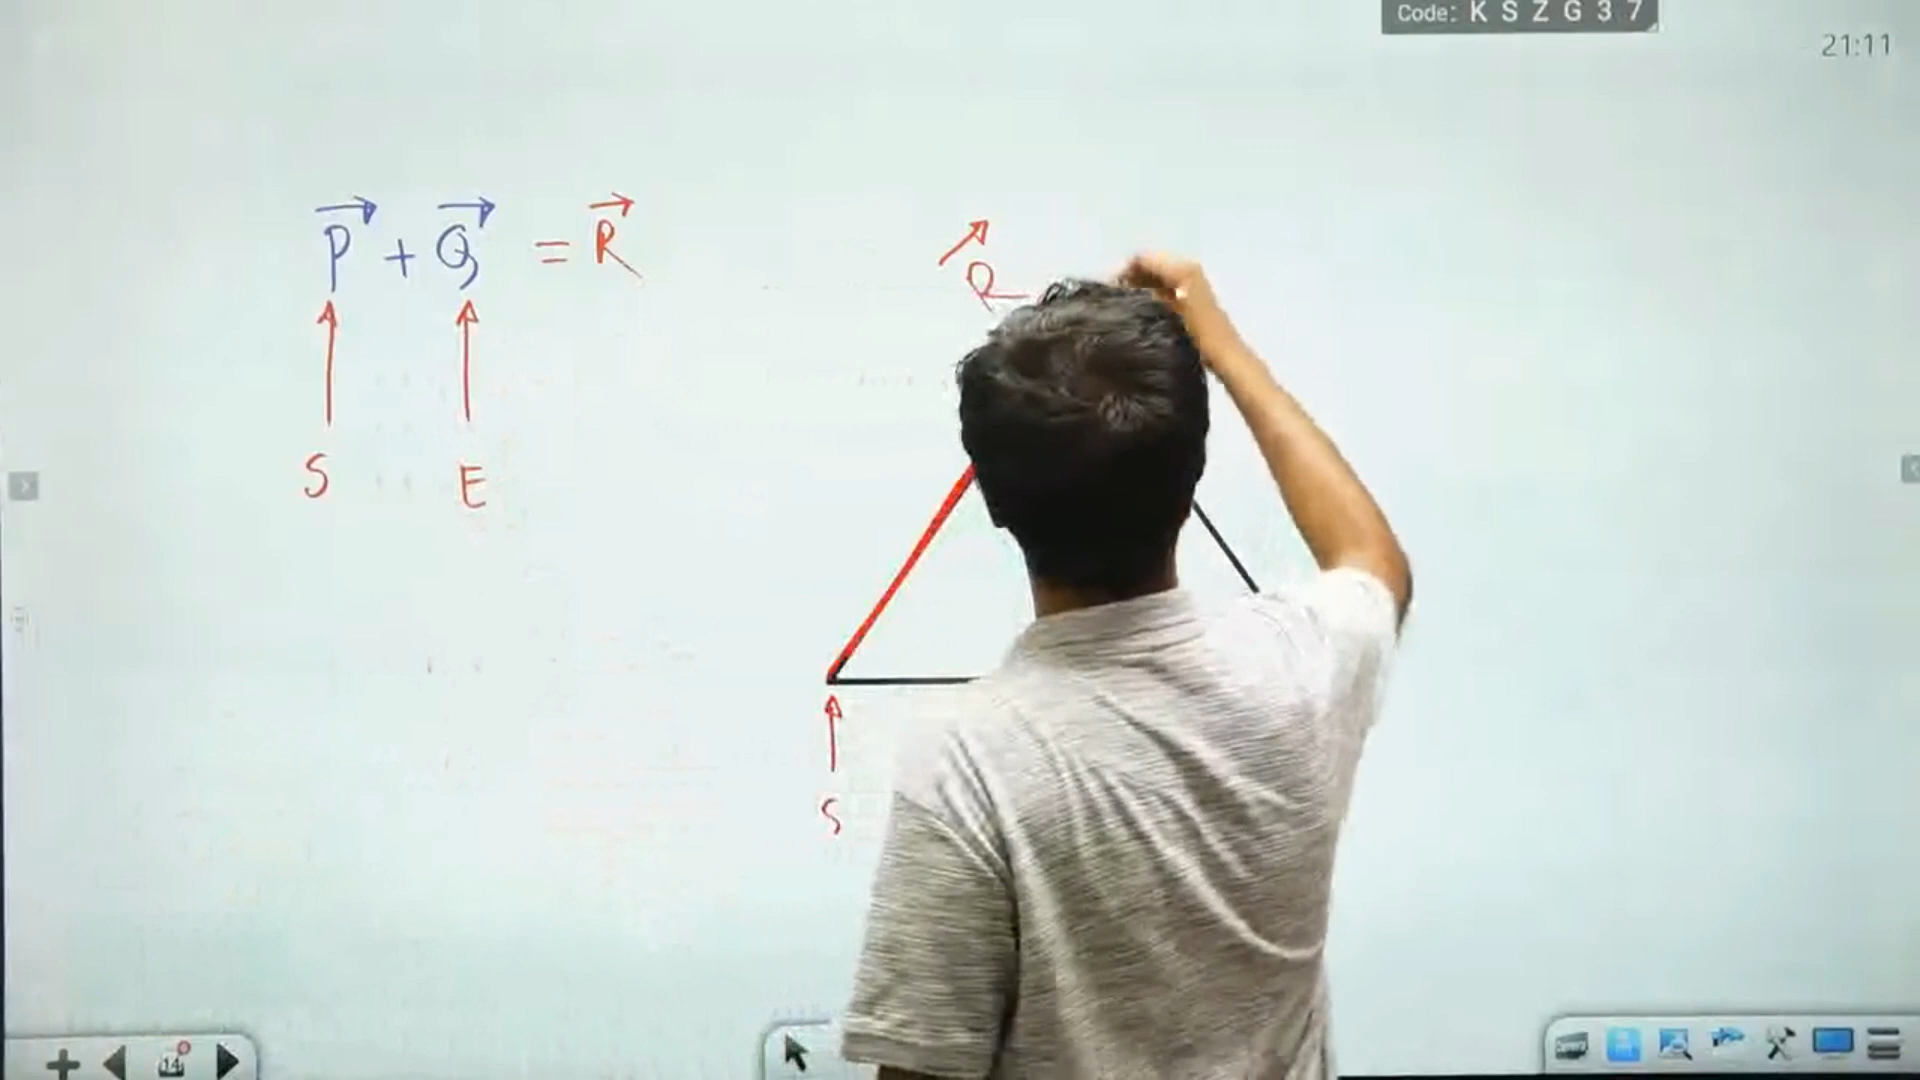 Code: K S Z G 3 7
21:11
P + Q = R
S E
R
S
14